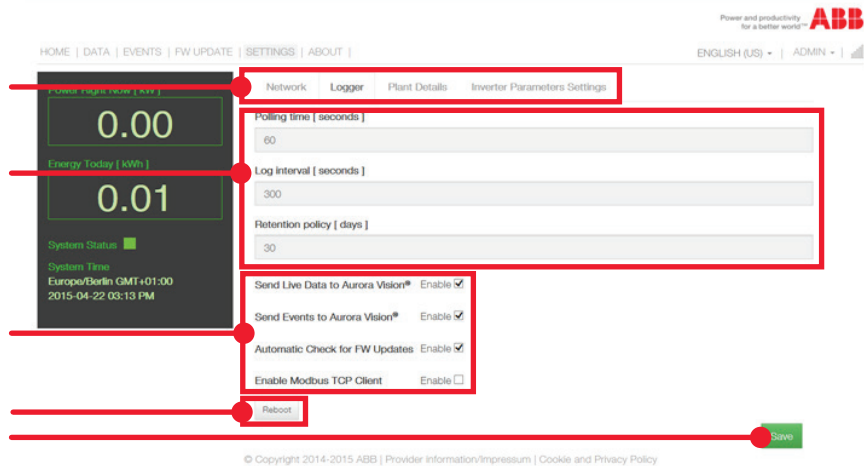 Power and productivity
for a better world™ ABB
HOME | DATA | EVENTS | FW UPDATE | SETTINGS | ABOUT |
ENGLISH (US) | ADMIN |
Power Right Now [ kW ]
0.00
Energy Today [ kWh ]
0.01
System Status
System Time
Europe/Berlin GMT+01:00
2015-04-22 03:13 PM
Network Logger Plant Details Inverter Parameters Settings
Polling time [ seconds ]
60
Log interval [ seconds ]
300
Retention policy [ days ]
30
Send Live Data to Aurora Vision® Enable
Send Events to Aurora Vision® Enable
Automatic Check for FW Updates Enable
Enable Modbus TCP Client Enable
Reboot
Save
© Copyright 2014-2015 ABB | Provider information/Impressum | Cookie and Privacy Policy